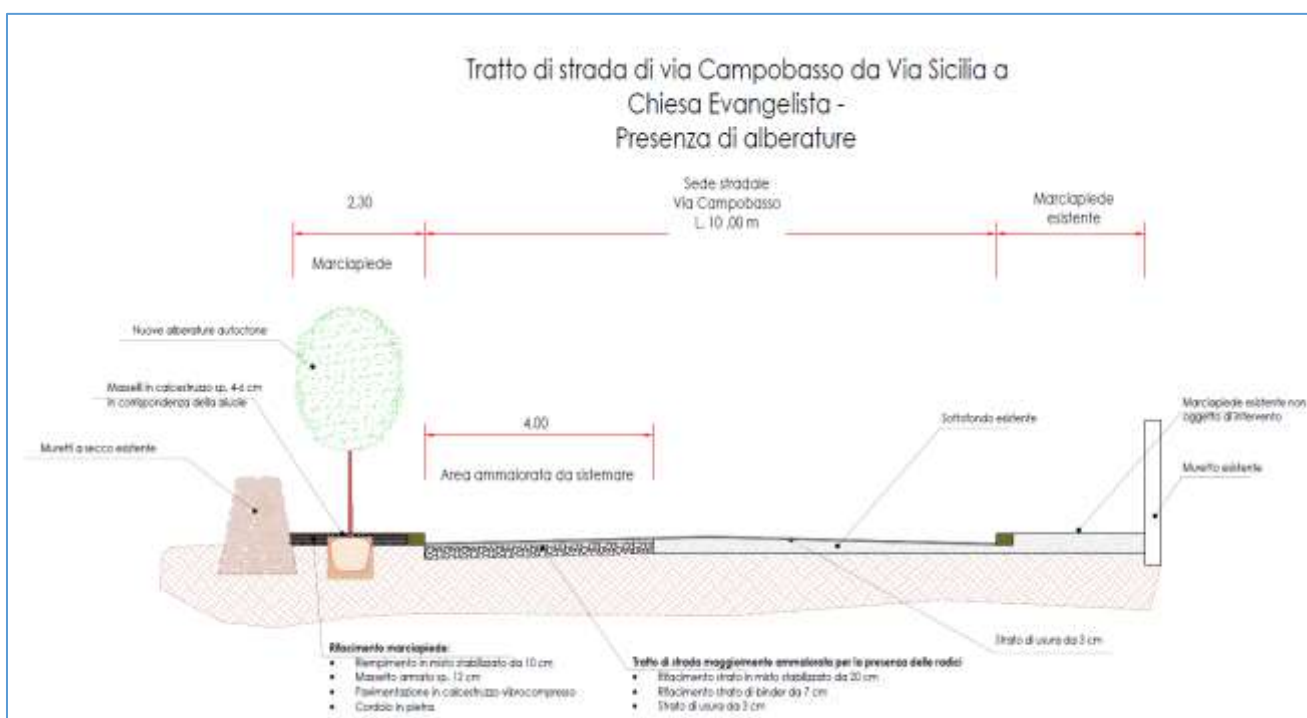 Tratto di strada di via Campobasso da Via Sicilia a
Chiesa Evangelista -
Presenza di alberature
2.30
Marciapiede
Sede stradale
Via Campobasso
L. 10 ,00 m
Marciapiede
esistente
Nuove alberature autoctone
Masselli in calcestruzzo sp. 4-6 cm
in corrispondenza della aiuole
Muretti a secco esistente
4.00
Area ammalorata da sistemare
Sottofondo esistente
Marciapiede esistente non
oggetto di intervento
Muretto esistente
Strato di usura da 3 cm
Rifacimento marciapiede:
• Riempimento in misto stabilizzato da 10 cm
• Massetto armato sp. 12 cm
• Pavimentazione in calcestruzzo vibrocompresso
• Cordolo in pietra
Tratto di strada maggiormente ammalorata per la presenza delle radici
• Rifacimento strato in misto stabilizzato da 20 cm
• Rifacimento strato di binder da 7 cm
• Strato di usura da 3 cm